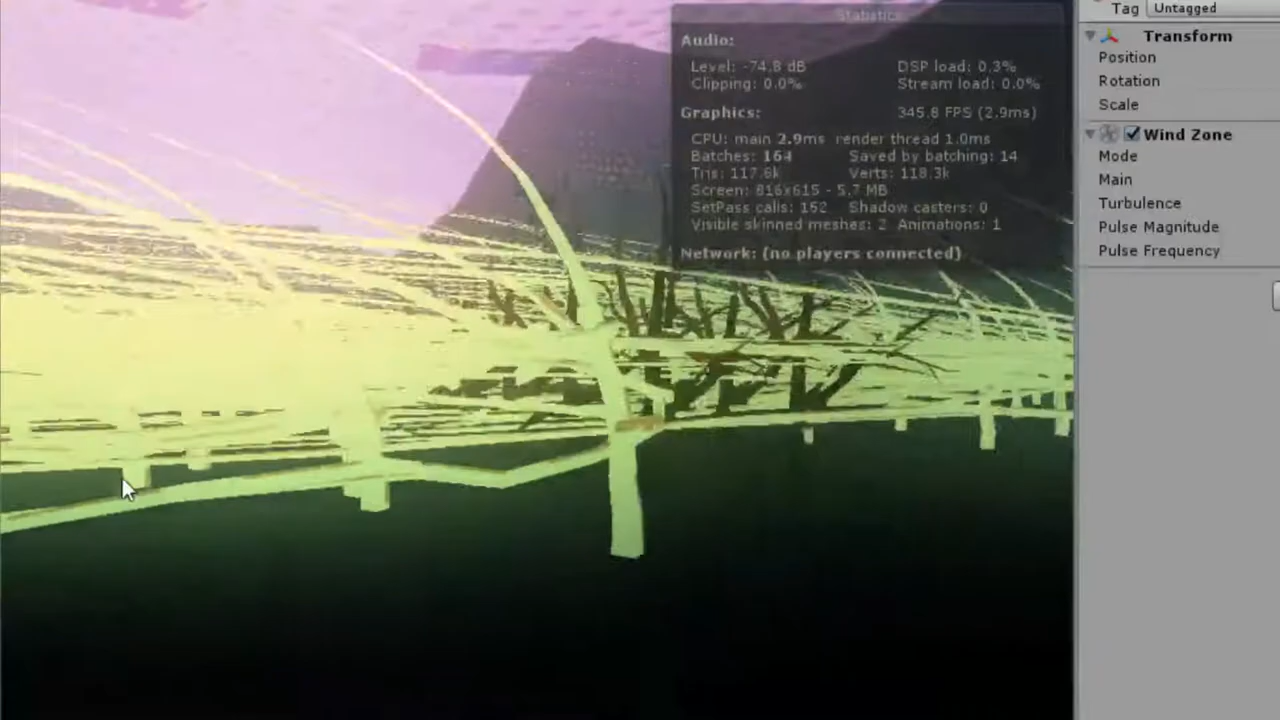 Statistics
Audio:
Level: -74.8 dB DSP load: 0.3%
Clipping: 0.0% Stream load: 0.0%
Graphics: 345.8 FPS (2.9ms)
CPU: main 2.9ms render thread 1.0ms
Batches: 164 Saved by batching: 14
Tris: 117.6k Verts: 118.3k
Screen: 816x615 - 5.7 MB
SetPass calls: 152 Shadow casters: 0
Visible skinned meshes: 2 Animations: 1
Network: (no players connected)
Tag Untagged
Transform
Position
Rotation
Scale
Wind Zone
Mode
Main
Turbulence
Pulse Magnitude
Pulse Frequency